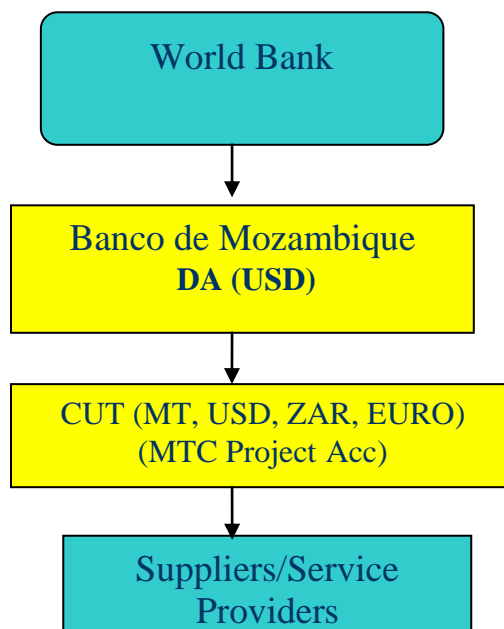 World Bank
Banco de Mozambique
DA (USD)
CUT (MT, USD, ZAR, EURO)
(MTC Project Acc)
Suppliers/Service
Providers